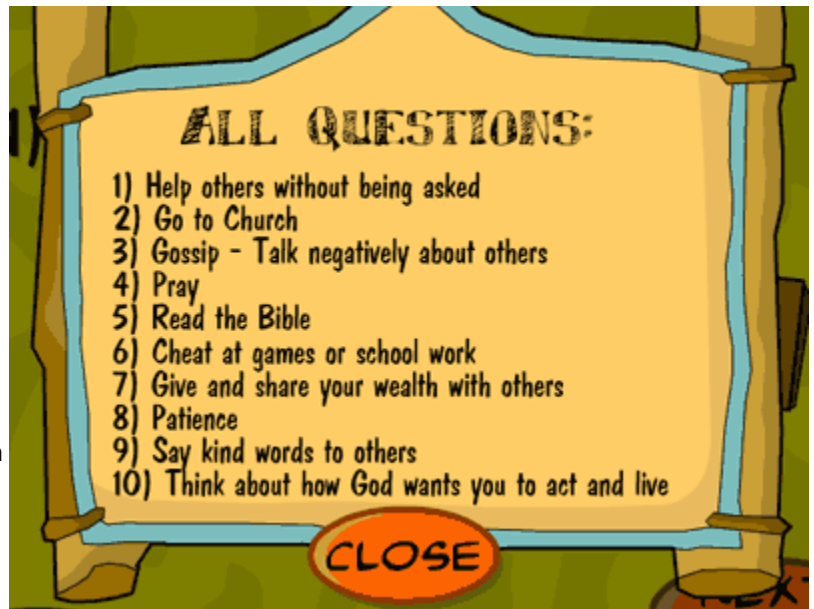 ALL QUESTIONS:
1) Help others without being asked
2) Go to Church
3) Gossip - Talk negatively about others
4) Pray
5) Read the Bible
6) Cheat at games or school work
7) Give and share your wealth with others
8) Patience
9) Say kind words to others
10) Think about how God wants you to act and live
CLOSE